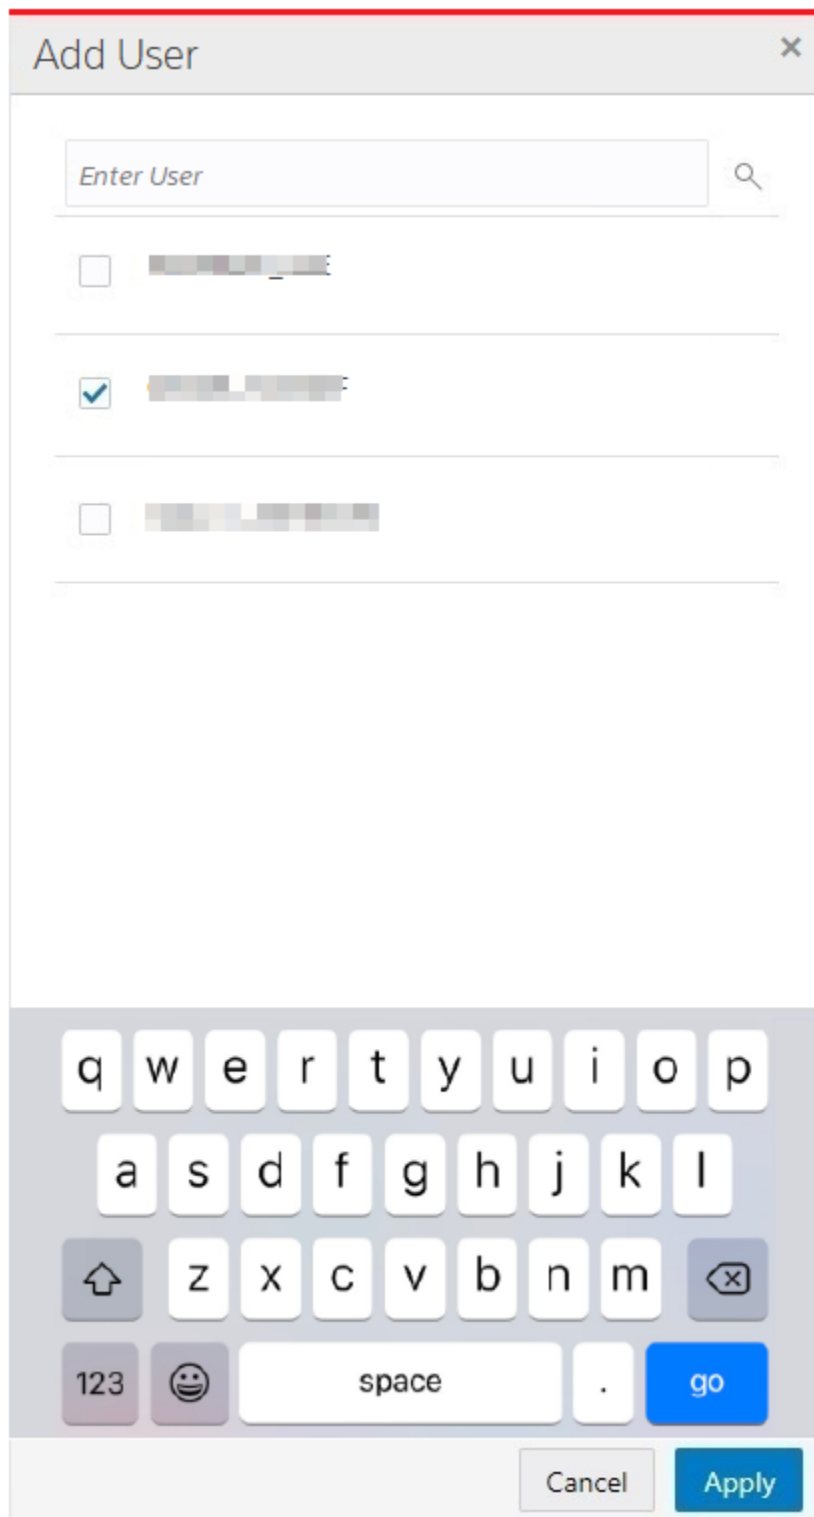 Add User
Enter User
q w e r t y u i o p
a s d f g h j k l
z x c v b n m
123 space . go
Cancel Apply